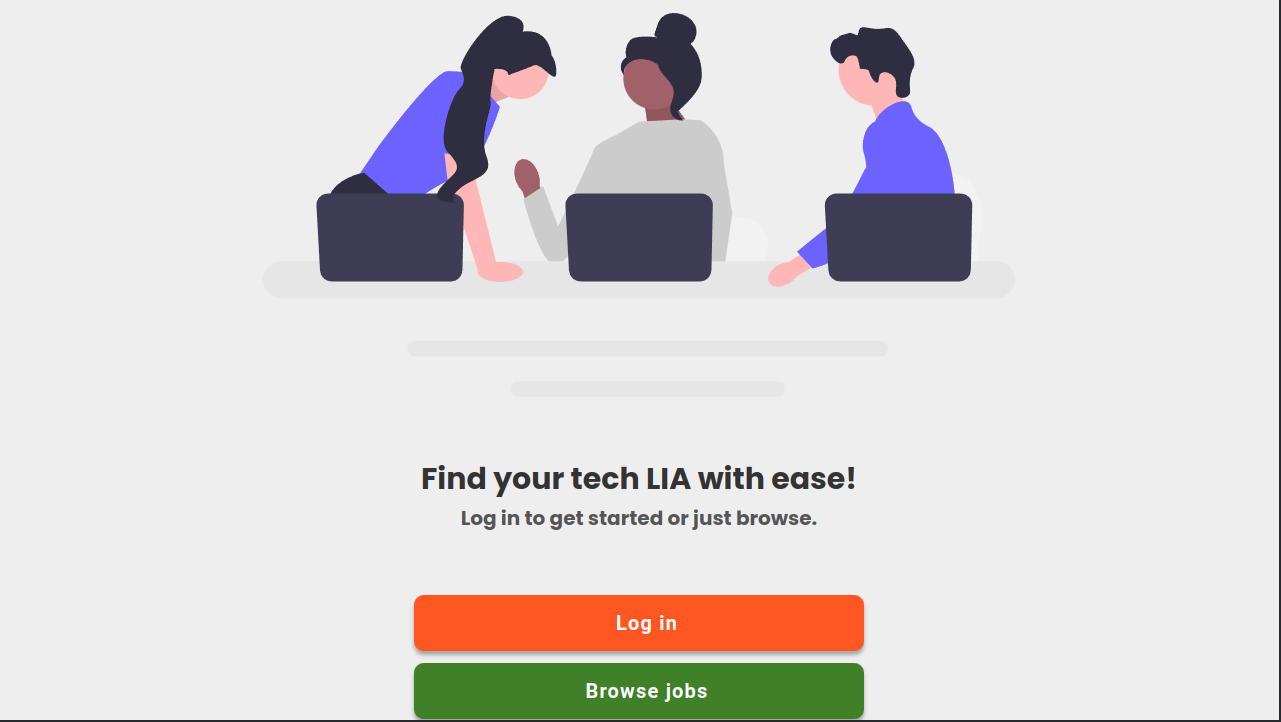 Find your tech LIA with ease!
Log in to get started or just browse.
Log in
Browse jobs